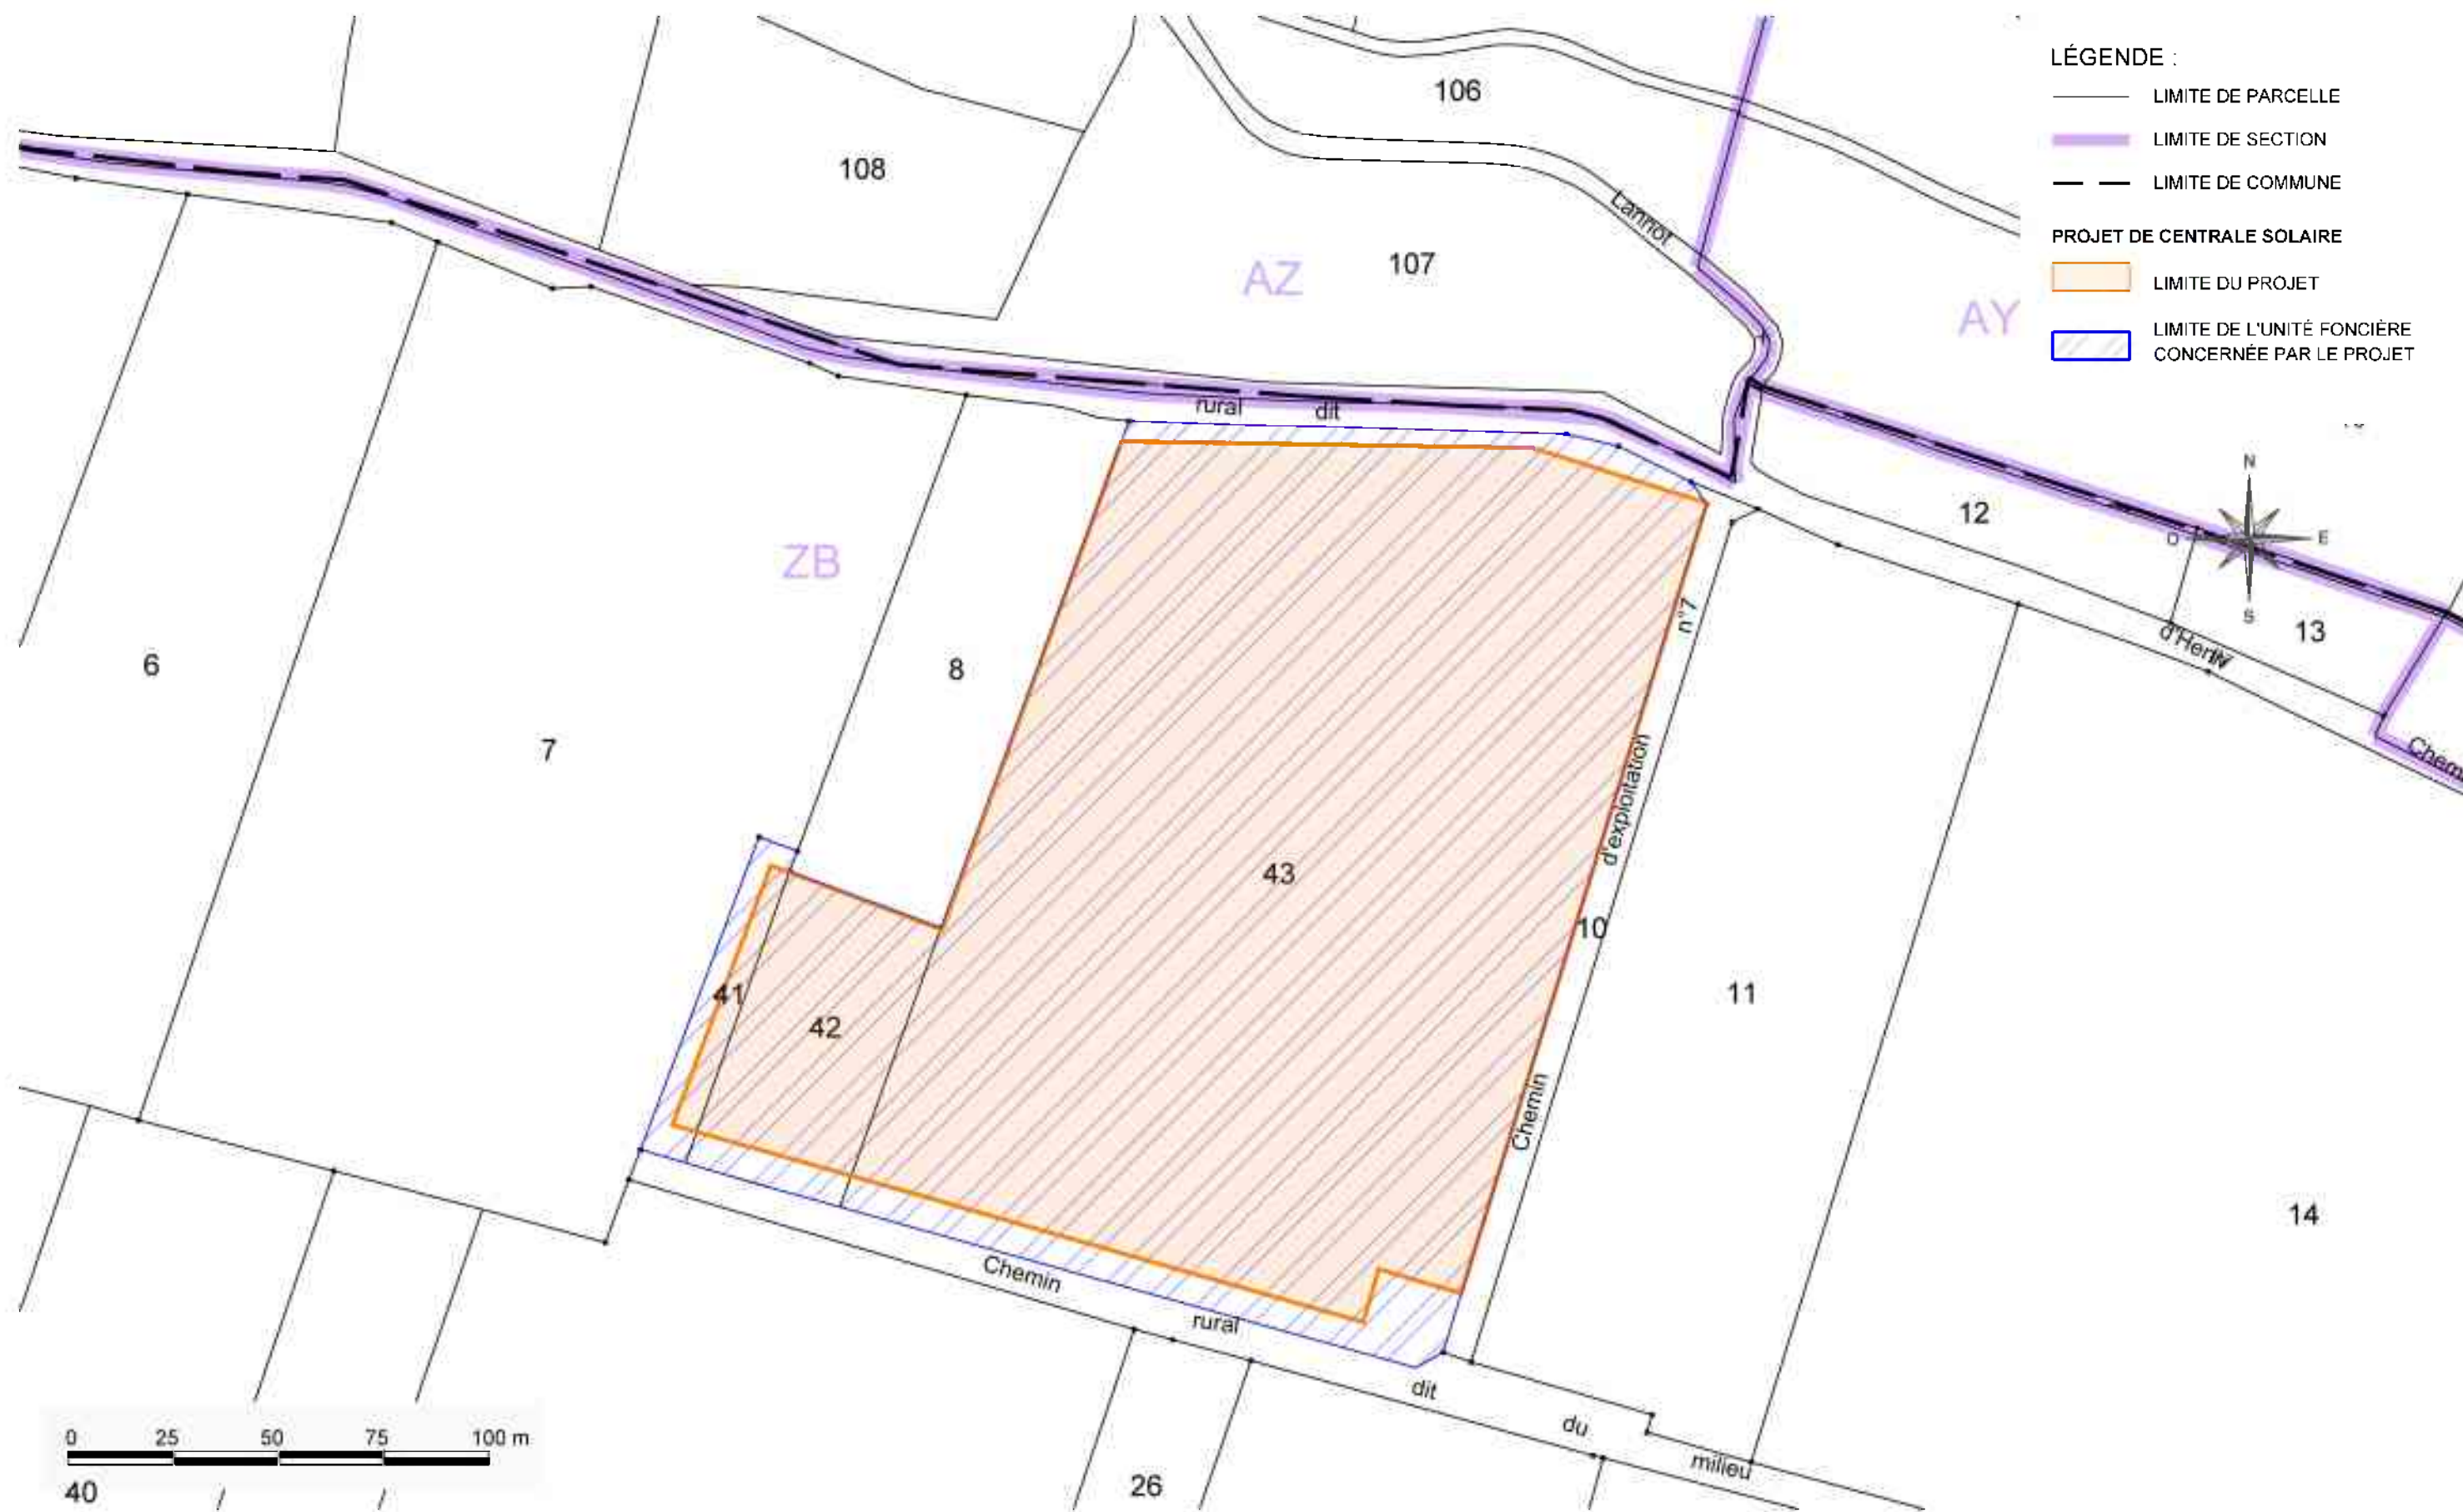 LÉGENDE :
LIMITE DE PARCELLE
LIMITE DE SECTION
LIMITE DE COMMUNE
PROJET DE CENTRALE SOLAIRE
LIMITE DU PROJET
LIMITE DE L'UNITÉ FONCIÈRE
CONCERNÉE PAR LE PROJET
106
108
Lannot
107
AZ
AY
rural
dit
N
O
E
S
12
13
d'Herly
Chem
ZB
n°7
6
8
7
d'exploitation
43
10
41
42
11
Chemin
14
Chemin
rural
dit
du
milieu
0 25 50 75 100 m
40
26